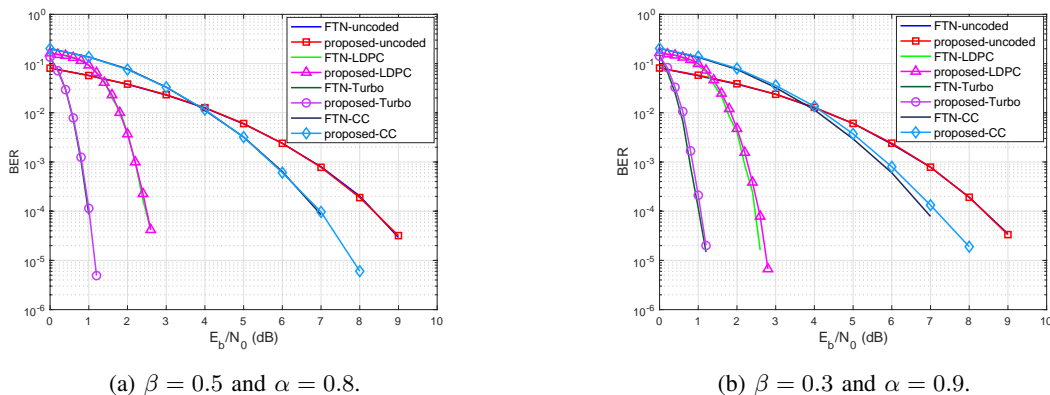 10^0
10^-1
10^-2
10^-3
10^-4
10^-5
10^-6
BER
0 1 2 3 4 5 6 7 8 9 10
E_b/N_0 (dB)
FTN-uncoded
proposed-uncoded
FTN-LDPC
proposed-LDPC
FTN-Turbo
proposed-Turbo
FTN-CC
proposed-CC
(a) β = 0.5 and α = 0.8.
10^0
10^-1
10^-2
10^-3
10^-4
10^-5
10^-6
BER
0 1 2 3 4 5 6 7 8 9 10
E_b/N_0 (dB)
FTN-uncoded
proposed-uncoded
FTN-LDPC
proposed-LDPC
FTN-Turbo
proposed-Turbo
FTN-CC
proposed-CC
(b) β = 0.3 and α = 0.9.